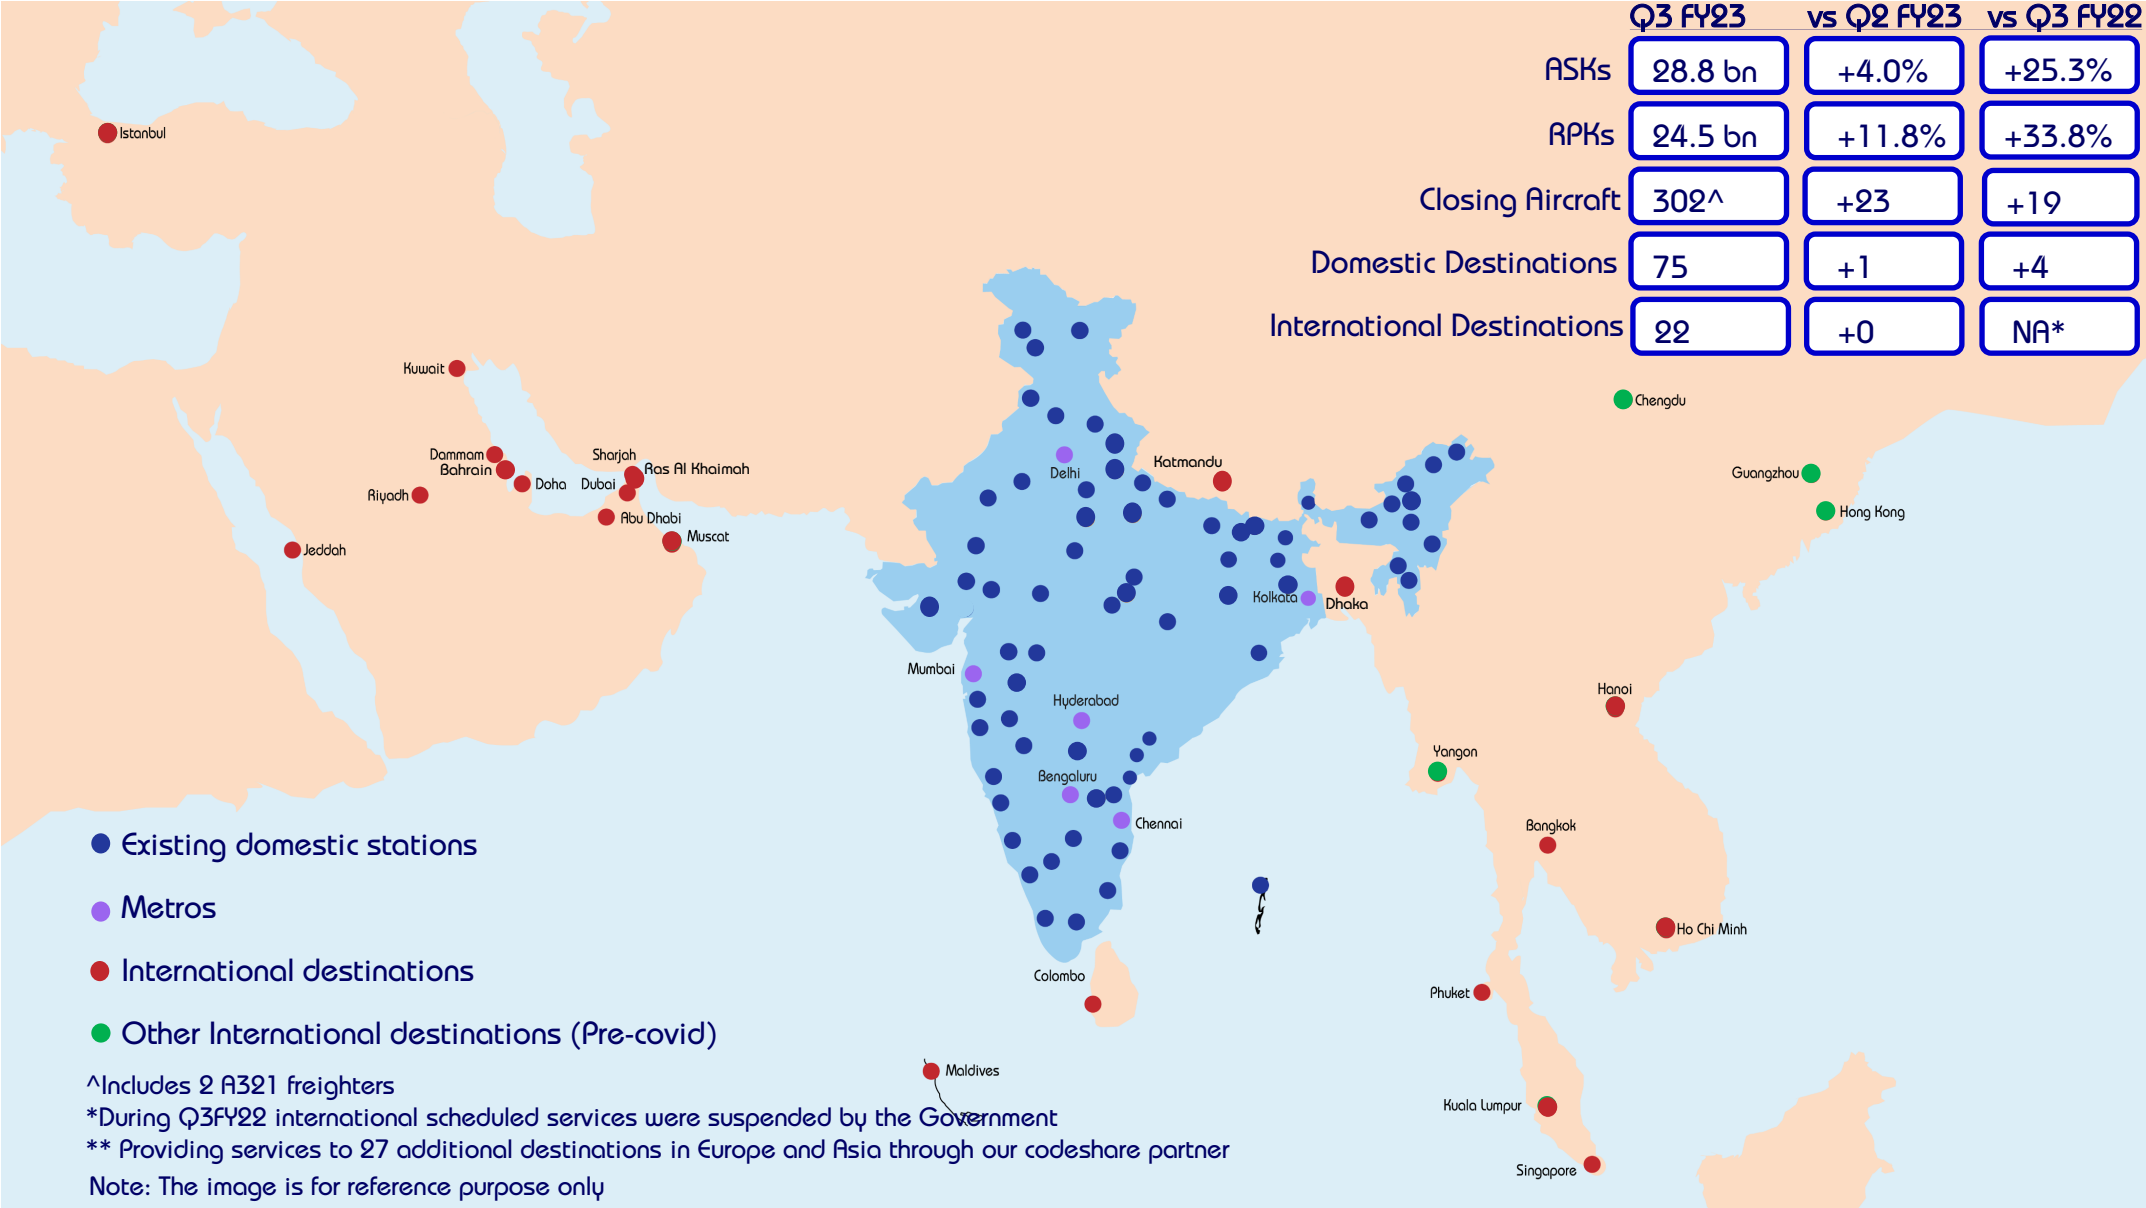 Q3 FY23 vs Q2 FY23 vs Q3 FY22
ASKs 28.8 bn +4.0% +25.3%
RPKs 24.5 bn +11.8% +33.8%
Closing Aircraft 302^ +23 +19
Domestic Destinations 75 +1 +4
International Destinations 22 +0 NA*
Istanbul
Kuwait
Dammam
Bahrain
Doha
Riyadh
Jeddah
Sharjah
Ras Al Khaimah
Dubai
Abu Dhabi
Muscat
Delhi
Katmandu
Kolkata
Dhaka
Mumbai
Hyderabad
Bengaluru
Chennai
Colombo
Maldives
Chengdu
Guangzhou
Hong Kong
Hanoi
Yangon
Bangkok
Ho Chi Minh
Phuket
Kuala Lumpur
Singapore
Existing domestic stations
Metros
International destinations
Other International destinations (Pre-covid)
^Includes 2 A321 freighters
*During Q3FY22 international scheduled services were suspended by the Government
** Providing services to 27 additional destinations in Europe and Asia through our codeshare partner
Note: The image is for reference purpose only